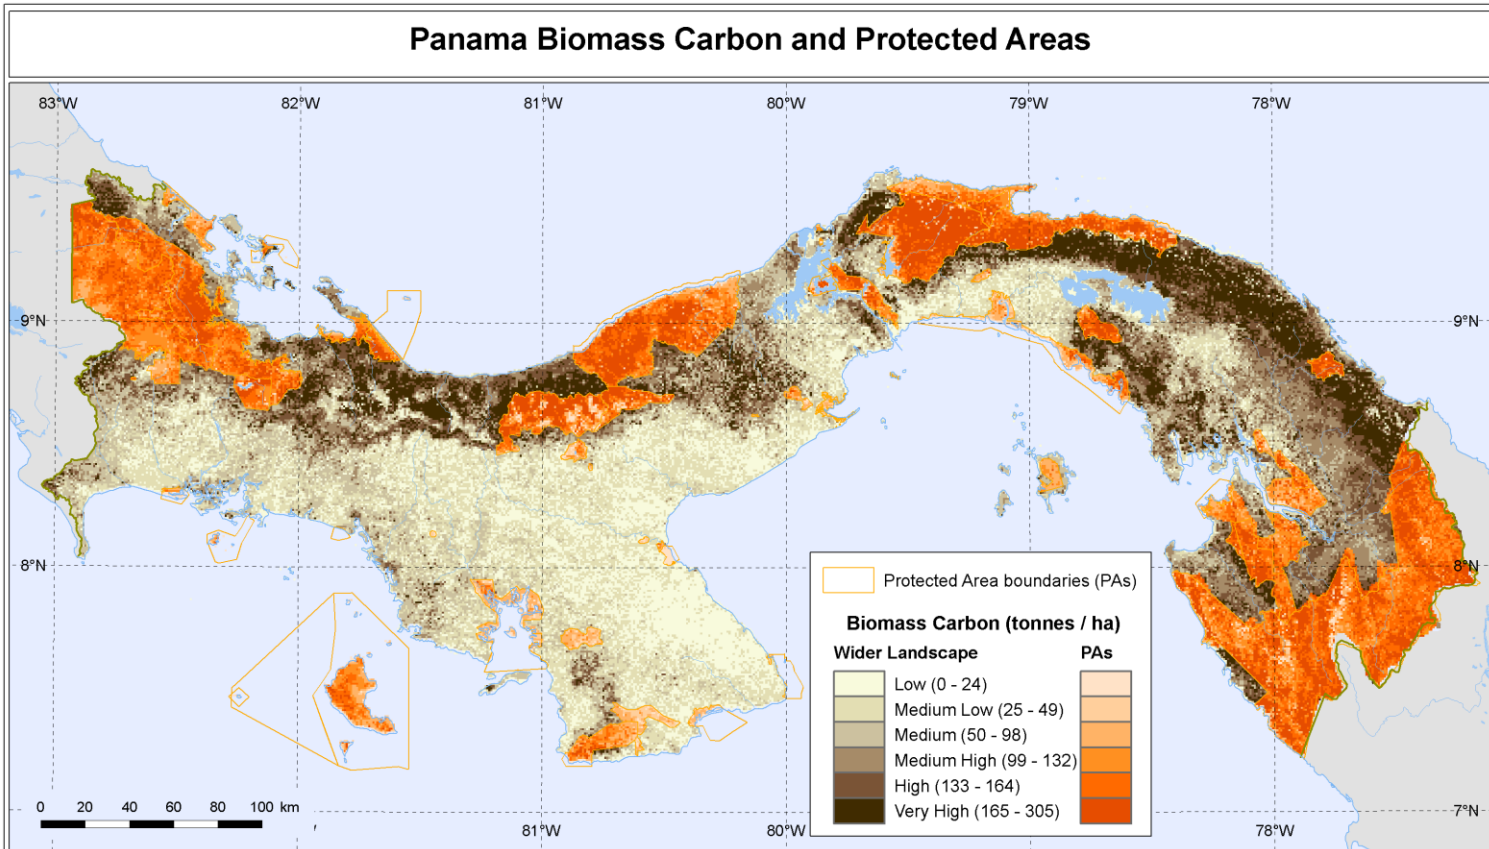 Panama Biomass Carbon and Protected Areas
83°W 82°W 81°W 80°W 79°W 78°W
9°N 9°N
8°N 8°N
Protected Area boundaries (PAs)
Biomass Carbon (tonnes / ha)
Wider Landscape PAs
Low (0 - 24)
Medium Low (25 - 49)
Medium (50 - 98)
Medium High (99 - 132)
High (133 - 164)
Very High (165 - 305)
0 20 40 60 80 100 km
7°N
81°W 80°W 78°W